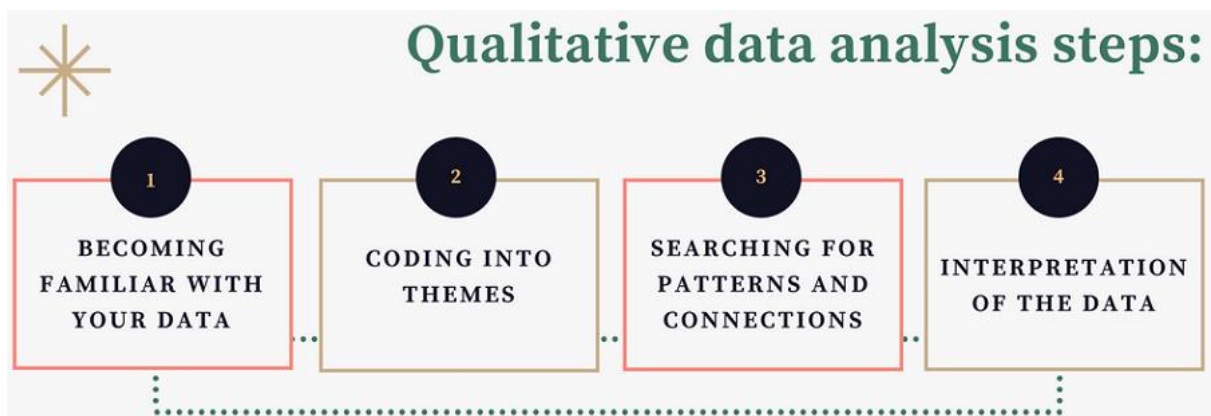 Qualitative data analysis steps:
1
BECOMING
FAMILIAR WITH
YOUR DATA
2
CODING INTO
THEMES
3
SEARCHING FOR
PATTERNS AND
CONNECTIONS
4
INTERPRETATION
OF THE DATA